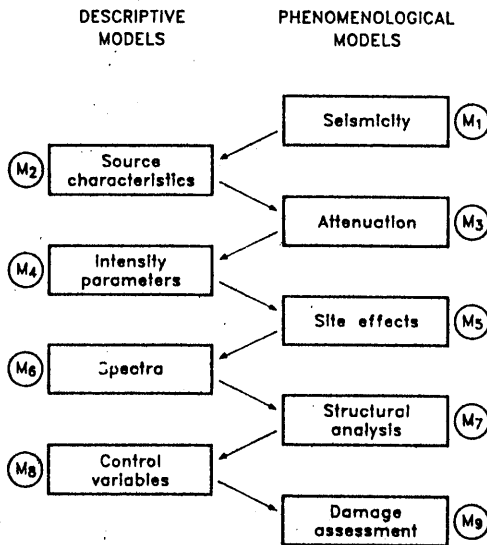 DESCRIPTIVE
MODELS
PHENOMENOLOGICAL
MODELS
Seismicity
M1
M2
Source
characteristics
Attenuation
M3
M4
Intensity
parameters
Site effects
M5
M6
Spectra
Structural
analysis
M7
M8
Control
variables
Damage
assessment
M9